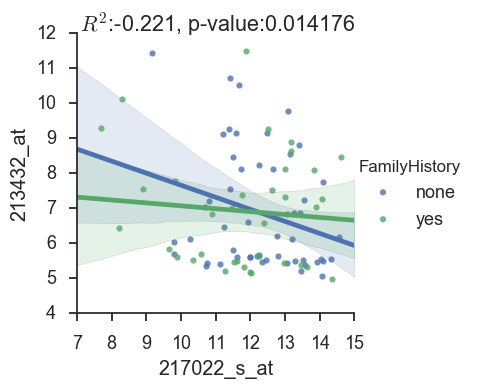 R²:-0.221, p-value:0.014176
12
11
10
9
8
7
6
5
4
213432_at
7 8 9 10 11 12 13 14 15
217022_s_at
FamilyHistory
none
yes